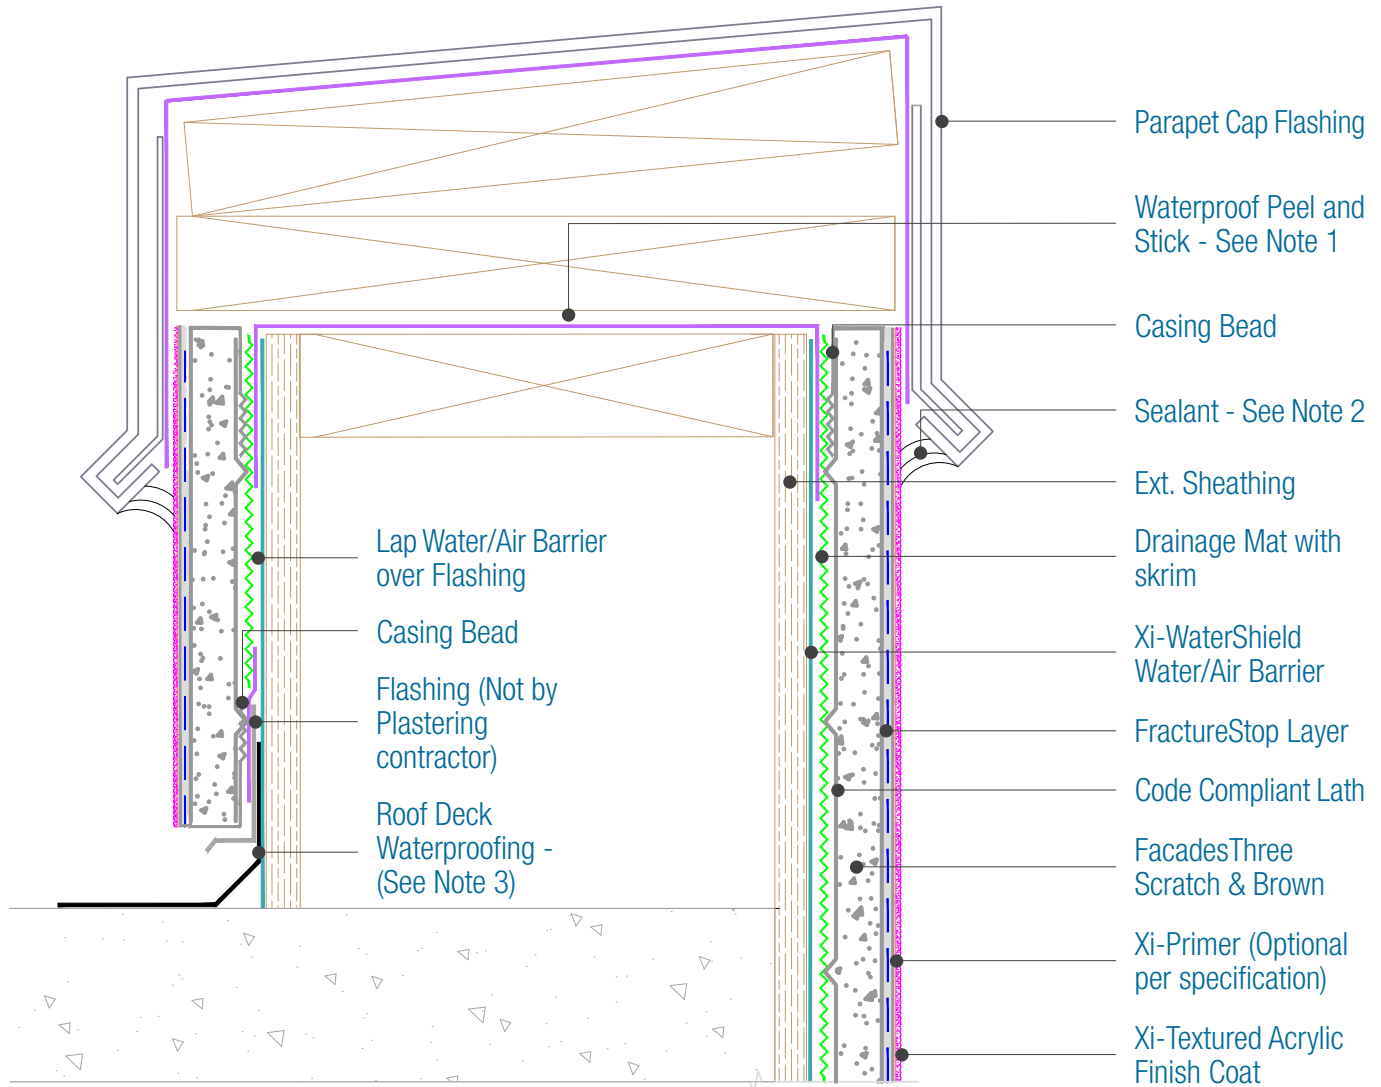 Parapet Cap Flashing
Waterproof Peel and
Stick - See Note 1
Casing Bead
Sealant - See Note 2
Ext. Sheathing
Drainage Mat with
skrim
Xi-WaterShield
Water/Air Barrier
FractureStop Layer
Code Compliant Lath
FacadesThree
Scratch & Brown
Xi-Primer (Optional
per specification)
Xi-Textured Acrylic
Finish Coat
Lap Water/Air Barrier
over Flashing
Casing Bead
Flashing (Not by
Plastering
contractor)
Roof Deck
Waterproofing -
(See Note 3)